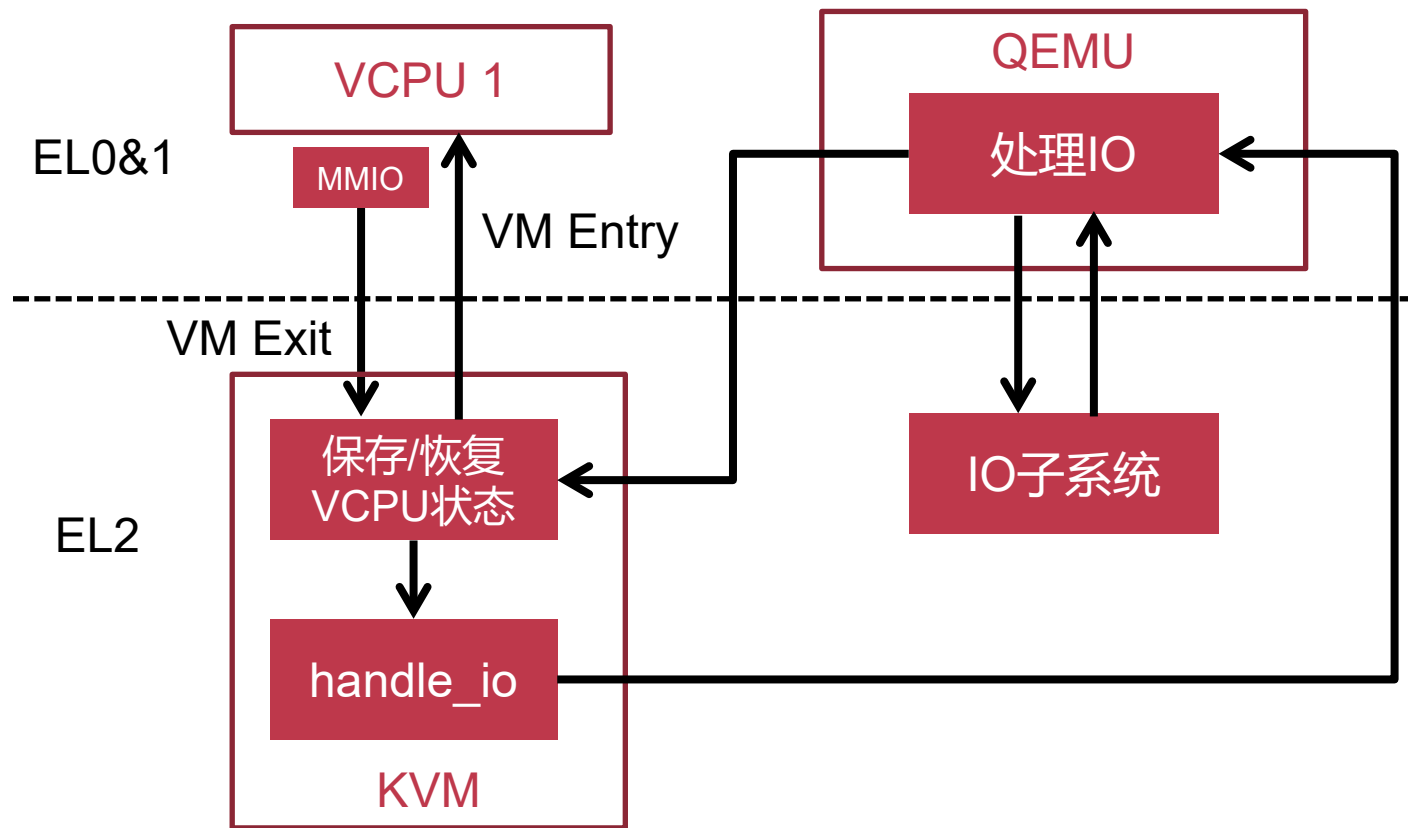 VCPU 1
QEMU
处理IO
EL0&1
MMIO
VM Entry
VM Exit
保存/恢复
VCPU状态
IO子系统
EL2
handle_io
KVM